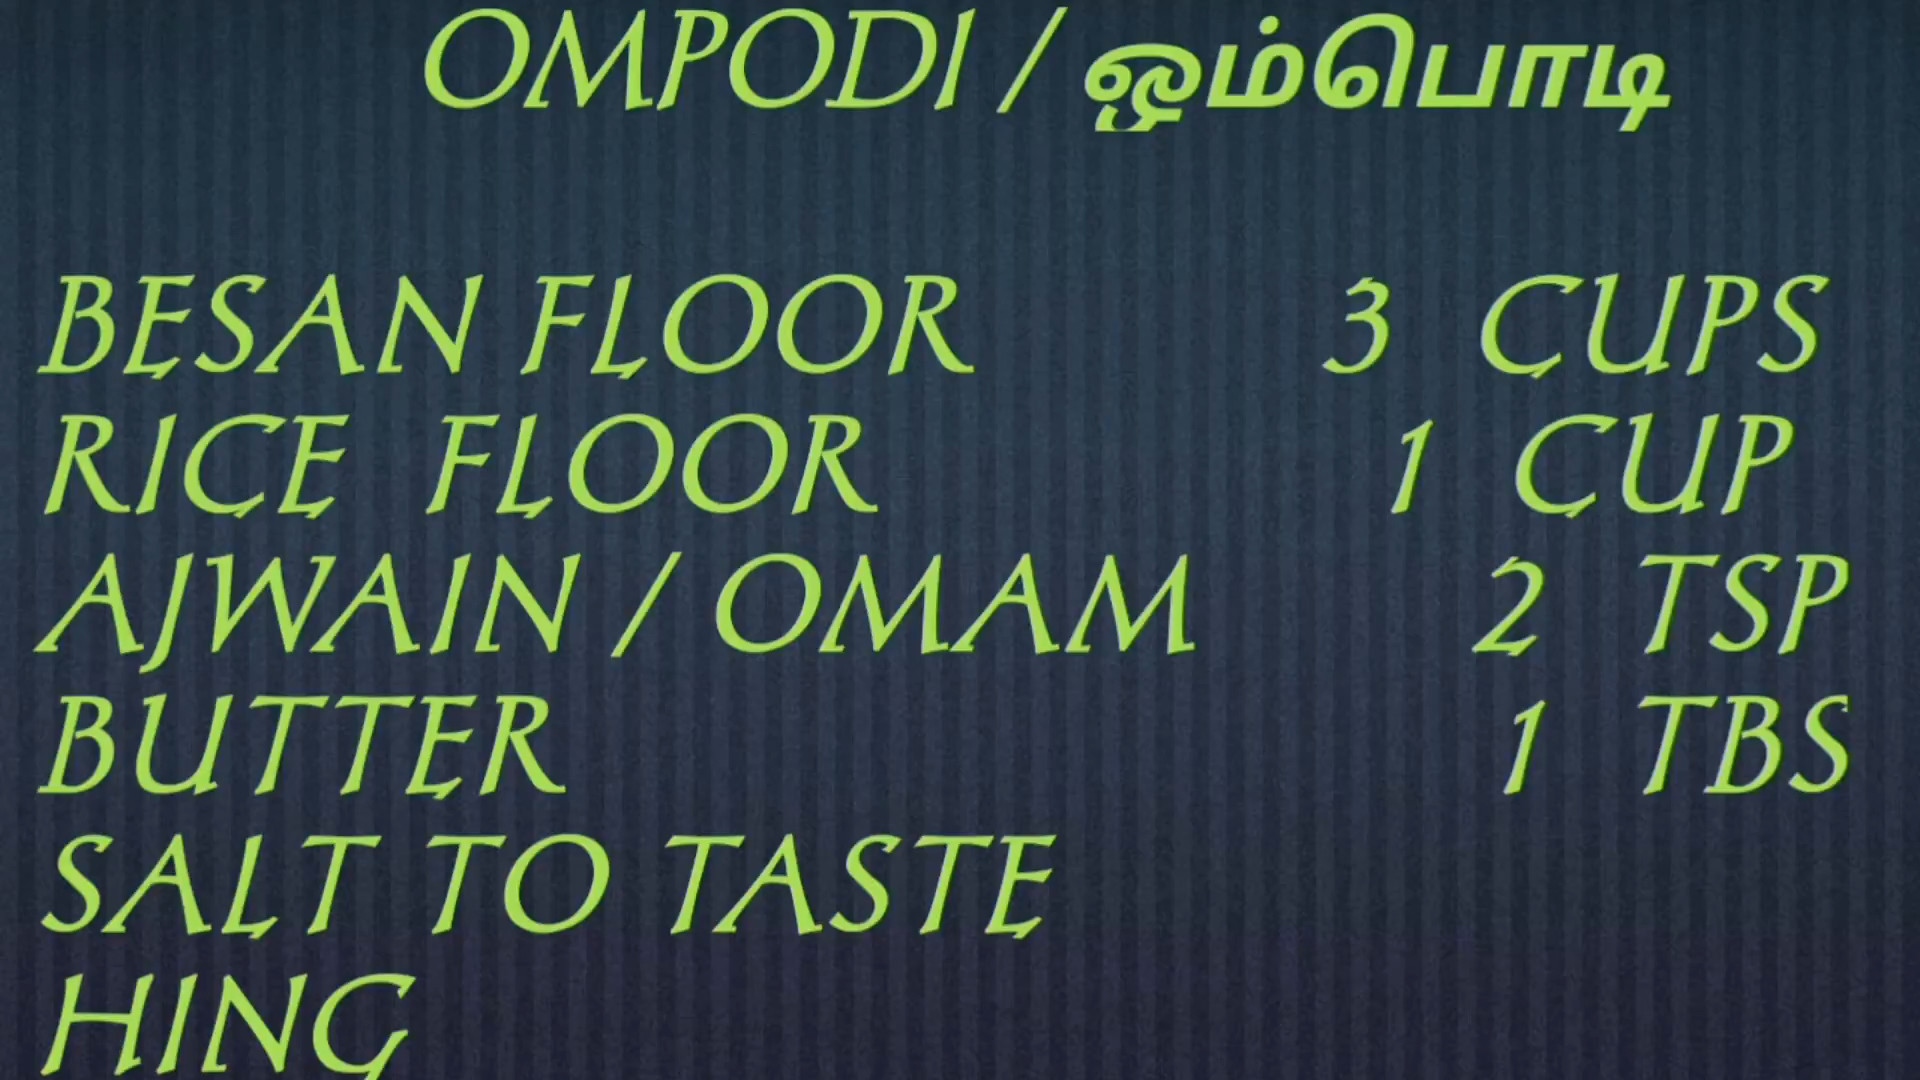 OMPODI / ஓம்பொடி
BESAN FLOOR 3 CUPS
RICE FLOOR 1 CUP
AJWAIN / OMAM 2 TSP
BUTTER 1 TBS
SALT TO TASTE
HING